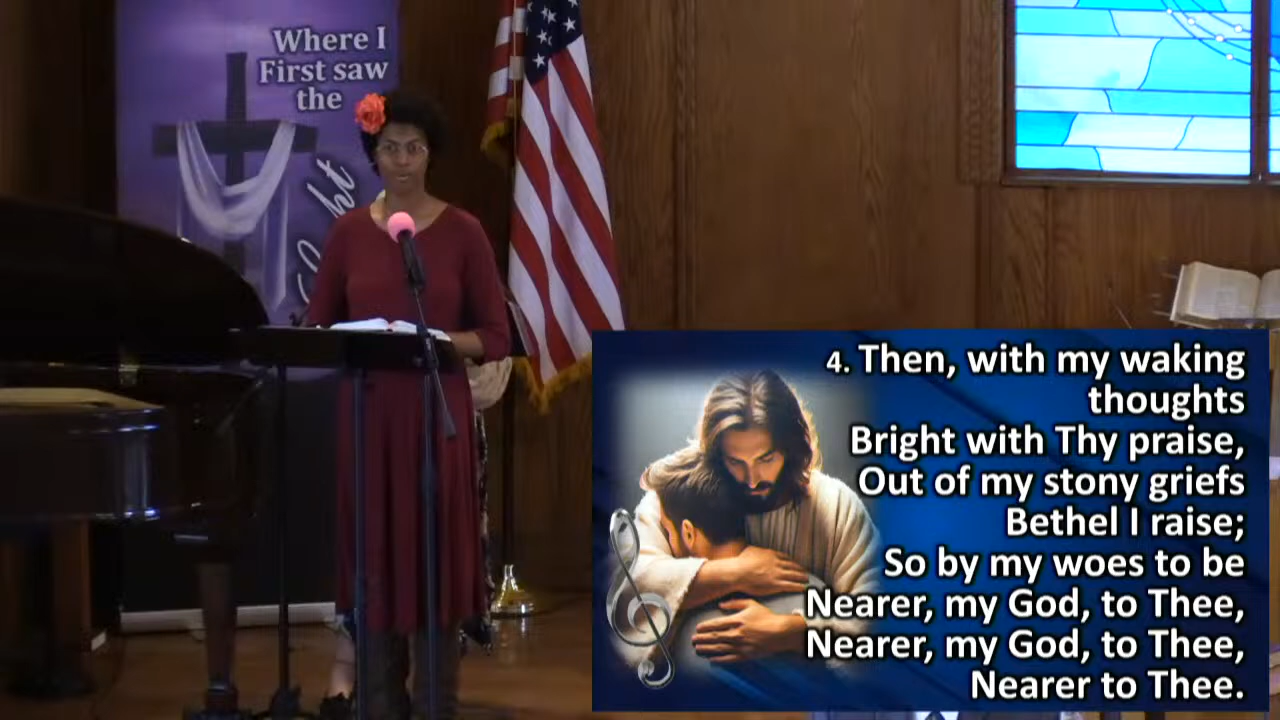 Where I
First saw
the
4. Then, with my waking
thoughts
Bright with Thy praise,
Out of my stony griefs
Bethel I raise;
So by my woes to be
Nearer, my God, to Thee,
Nearer, my God, to Thee,
Nearer to Thee.